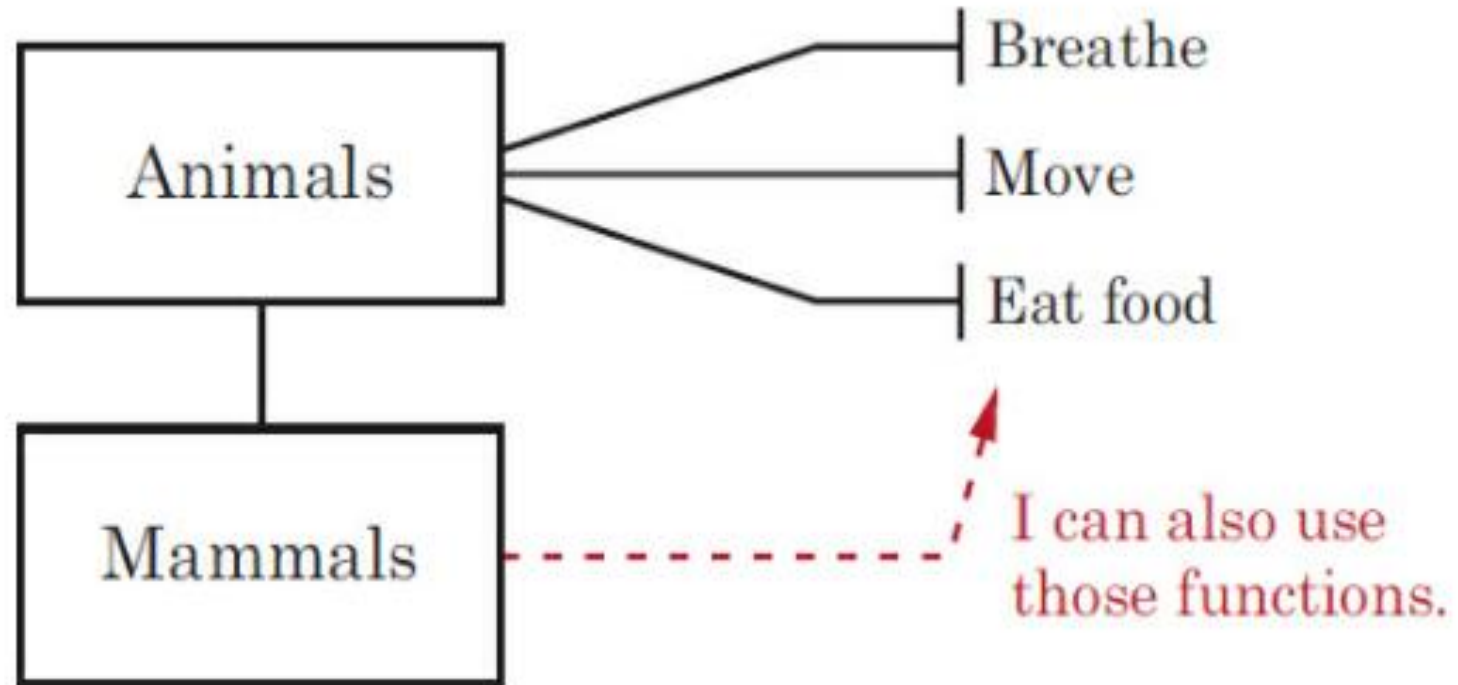 Breathe
Animals
Move
Eat food
Mammals
I can also use
those functions.